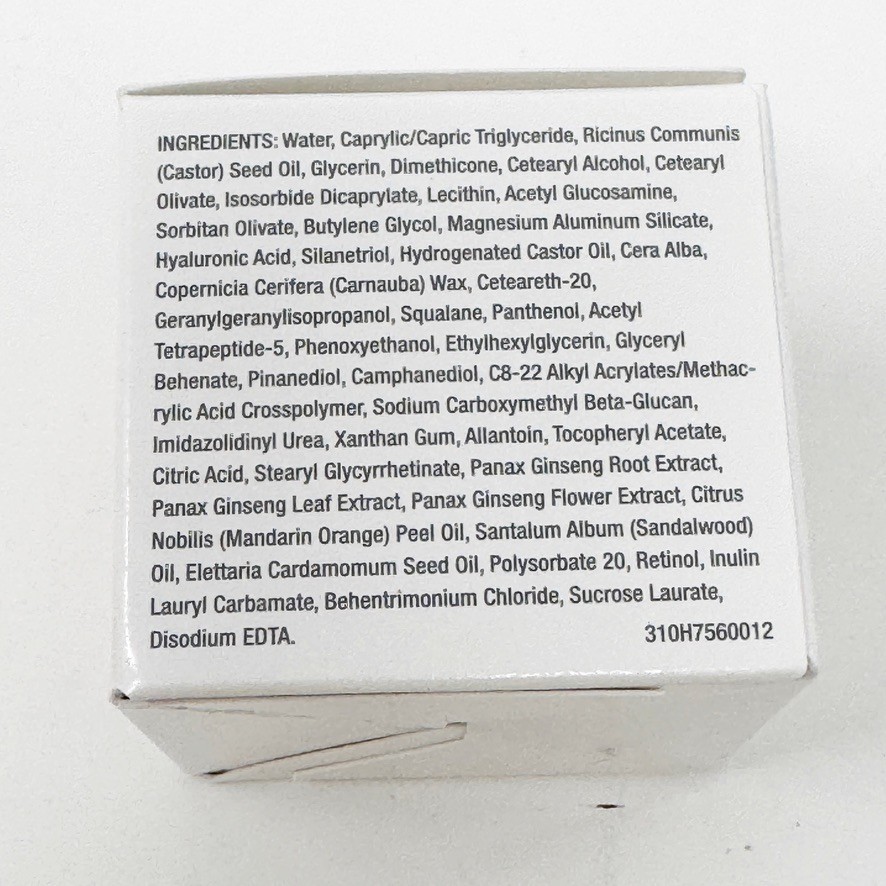 INGREDIENTS: Water, Caprylic/Capric Triglyceride, Ricinus Communis
(Castor) Seed Oil, Glycerin, Dimethicone, Cetearyl Alcohol, Cetearyl
Olivate, Isosorbide Dicaprylate, Lecithin, Acetyl Glucosamine,
Sorbitan Olivate, Butylene Glycol, Magnesium Aluminum Silicate,
Hyaluronic Acid, Silanetriol, Hydrogenated Castor Oil, Cera Alba,
Copernicia Cerifera (Carnauba) Wax, Ceteareth-20,
Geranylgeranylisopropanol, Squalane, Panthenol, Acetyl
Tetrapeptide-5, Phenoxyethanol, Ethylhexylglycerin, Glyceryl
Behenate, Pinanediol, Camphanediol, C8-22 Alkyl Acrylates/Methac-
rylic Acid Crosspolymer, Sodium Carboxymethyl Beta-Glucan,
Imidazolidinyl Urea, Xanthan Gum, Allantoin, Tocopheryl Acetate,
Citric Acid, Stearyl Glycyrrhetinate, Panax Ginseng Root Extract,
Panax Ginseng Leaf Extract, Panax Ginseng Flower Extract, Citrus
Nobilis (Mandarin Orange) Peel Oil, Santalum Album (Sandalwood)
Oil, Elettaria Cardamomum Seed Oil, Polysorbate 20, Retinol, Inulin
Lauryl Carbamate, Behentrimonium Chloride, Sucrose Laurate,
Disodium EDTA. 310H7560012